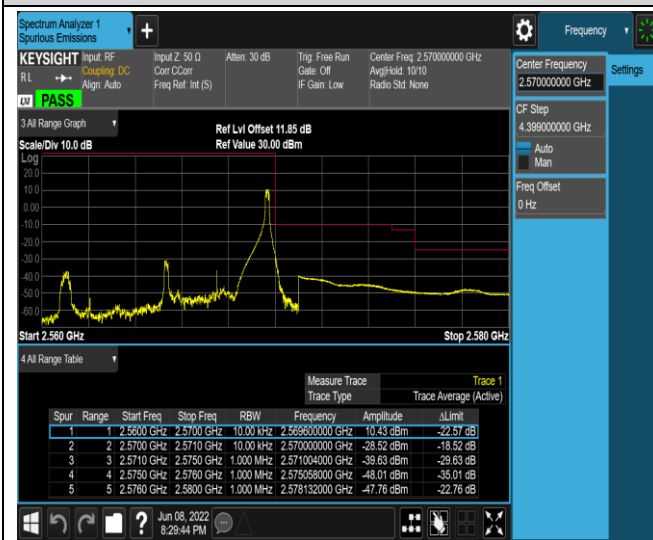 Spectrum Analyzer 1
Spurious Emissions
+
Frequency
KEYSIGHT Input: RF Input Z: 50 Ω Atten: 30 dB Trig: Free Run Center Freq: 2.570000000 GHz
RL Coupling: DC Corr CCorr Gate: Off Avg|Hold: 10/10
Align: Auto Freq Ref: Int (S) IF Gain: Low Radio Std: None
LXI PASS
Center Frequency
2.570000000 GHz
Settings
CF Step
4.399000000 GHz
Auto
Man
Freq Offset
0 Hz
3 All Range Graph
Ref Lvl Offset 11.85 dB
Scale/Div 10.0 dB Ref Value 30.00 dBm
Log
20.0
10.0
0.00
-10.0
-20.0
-30.0
-40.0
-50.0
-60.0
Start 2.560 GHz Stop 2.580 GHz
4 All Range Table
Measure Trace Trace 1
Trace Type Trace Average (Active)
Spur Range Start Freq Stop Freq RBW Frequency Amplitude ΔLimit
1 1 2.5600 GHz 2.5700 GHz 10.00 kHz 2.569600000 GHz 10.43 dBm -22.57 dB
2 2 2.5700 GHz 2.5710 GHz 10.00 kHz 2.570000000 GHz -28.52 dBm -18.52 dB
3 3 2.5710 GHz 2.5750 GHz 1.000 MHz 2.571004000 GHz -39.63 dBm -29.63 dB
4 4 2.5750 GHz 2.5760 GHz 1.000 MHz 2.575058000 GHz -48.01 dBm -35.01 dB
5 5 2.5760 GHz 2.5800 GHz 1.000 MHz 2.578132000 GHz -47.76 dBm -22.76 dB
? Jun 08, 2022
8:29:44 PM